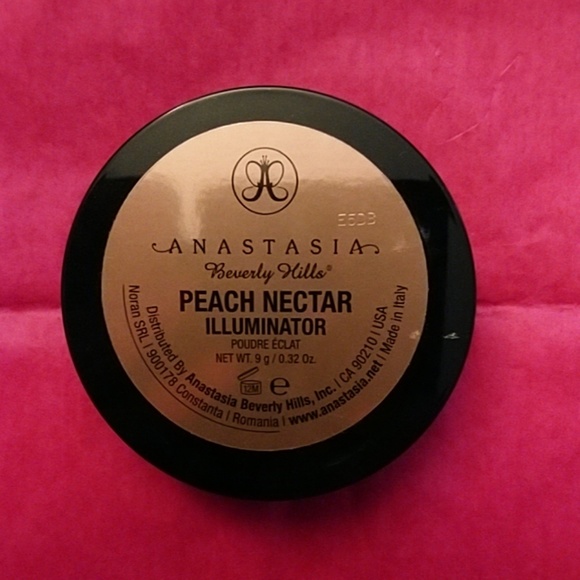 E5DB
ANASTASIA
Beverly Hills®
PEACH NECTAR
ILLUMINATOR
POUDRE ÉCLAT
NET WT. 9 g / 0.32 Oz.
12M e
Distributed By Anastasia Beverly Hills, Inc. I CA 90210 I USA
Noran SRL I 900178 Constanta I Romania I www.anastasia.net I Made in Italy